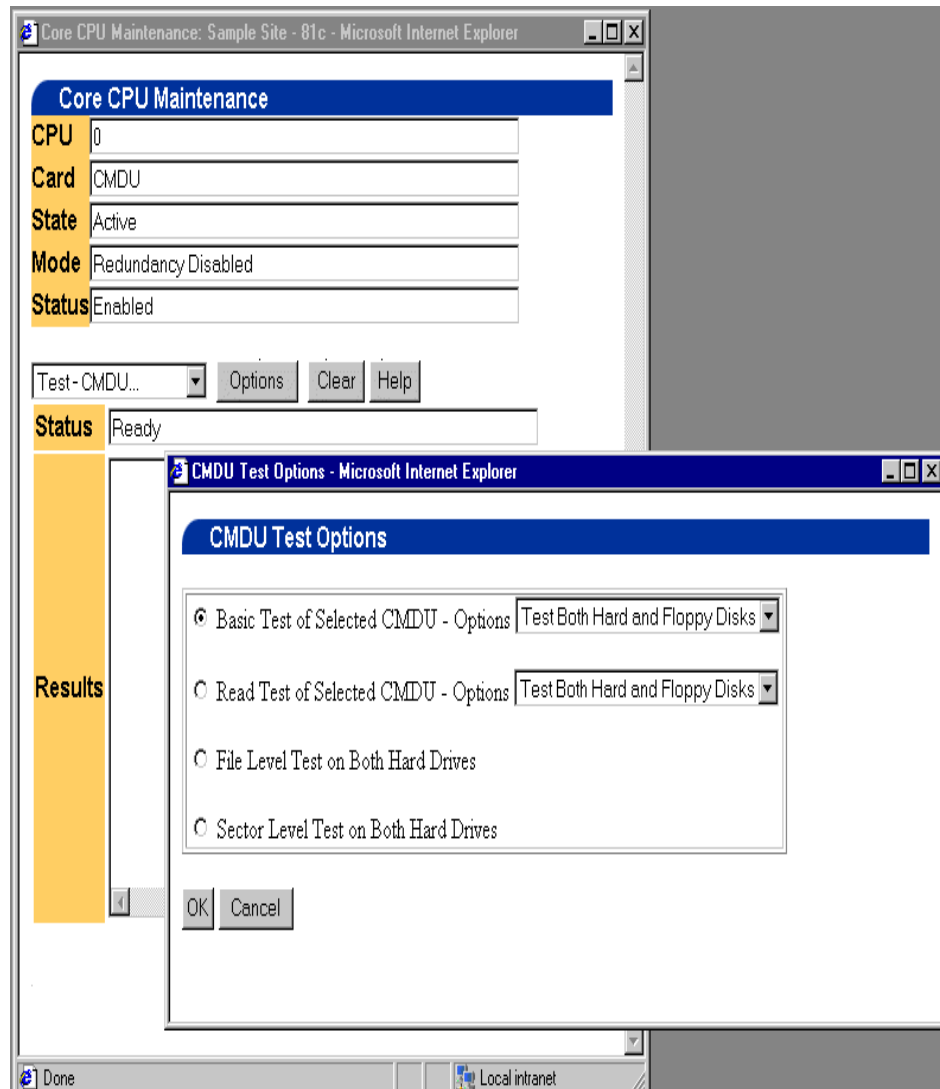 Core CPU Maintenance: Sample Site - 81c - Microsoft Internet Explorer
Core CPU Maintenance
CPU 0
Card CMDU
State Active
Mode Redundancy Disabled
Status Enabled
Test-CMDU... Options Clear Help
Status Ready
Results
CMDU Test Options - Microsoft Internet Explorer
CMDU Test Options
Basic Test of Selected CMDU - Options Test Both Hard and Floppy Disks
Read Test of Selected CMDU - Options Test Both Hard and Floppy Disks
File Level Test on Both Hard Drives
Sector Level Test on Both Hard Drives
OK Cancel
Done Local intranet